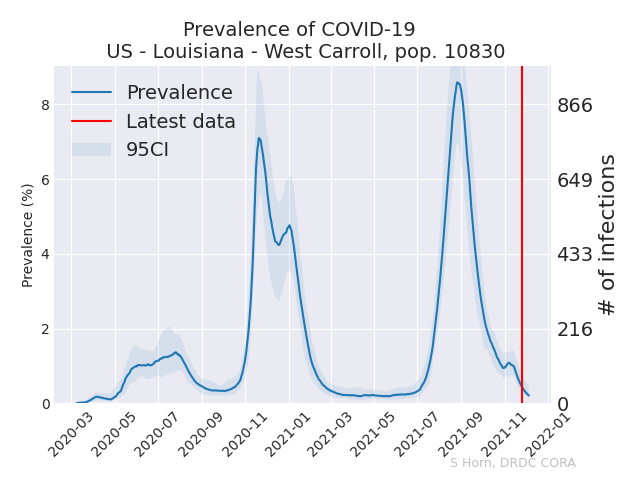 Prevalence of COVID-19
US - Louisiana - West Carroll, pop. 10830
Prevalence
Latest data
95CI
Prevalence (%)
8
6
4
2
0
866
649
433
216
0
# of infections
2020-03
2020-05
2020-07
2020-09
2020-11
2021-01
2021-03
2021-05
2021-07
2021-09
2021-11
2022-01
S Horn, DRDC CORA